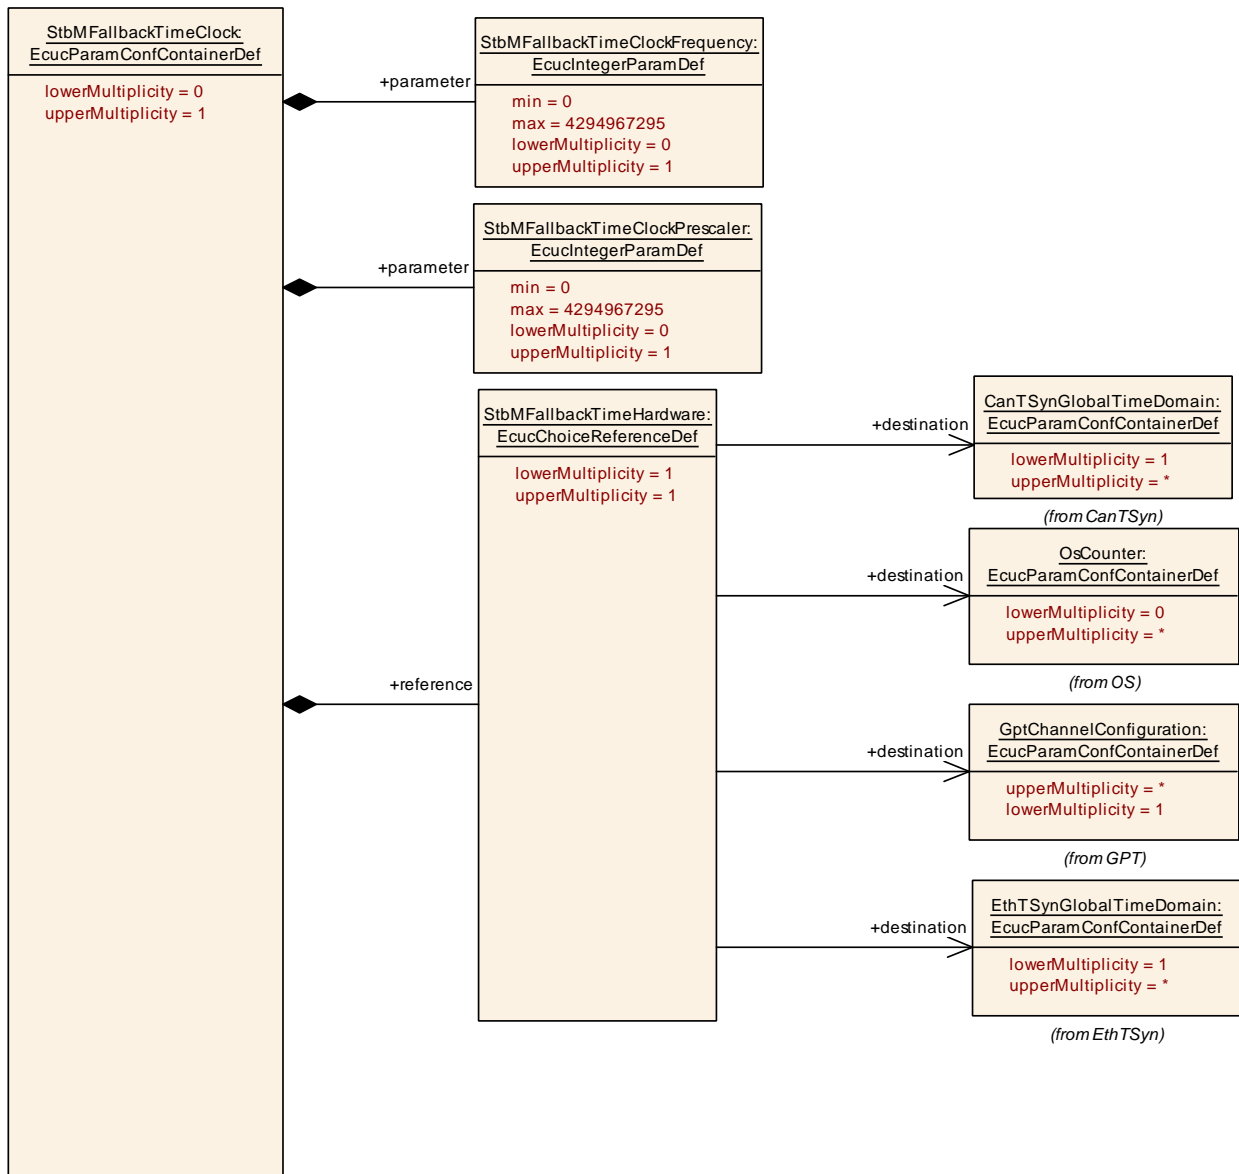 StbMFallbackTimeClock:
EcucParamConfContainerDef
lowerMultiplicity = 0
upperMultiplicity = 1
+parameter
StbMFallbackTimeClockFrequency:
EcucIntegerParamDef
min = 0
max = 4294967295
lowerMultiplicity = 0
upperMultiplicity = 1
+parameter
StbMFallbackTimeClockPrescaler:
EcucIntegerParamDef
min = 0
max = 4294967295
lowerMultiplicity = 0
upperMultiplicity = 1
+reference
StbMFallbackTimeHardware:
EcucChoiceReferenceDef
lowerMultiplicity = 1
upperMultiplicity = 1
+destination
CanTSynGlobalTimeDomain:
EcucParamConfContainerDef
lowerMultiplicity = 1
upperMultiplicity = *
(from CanTSyn)
+destination
OsCounter:
EcucParamConfContainerDef
lowerMultiplicity = 0
upperMultiplicity = *
(from OS)
+destination
GptChannelConfiguration:
EcucParamConfContainerDef
upperMultiplicity = *
lowerMultiplicity = 1
(from GPT)
+destination
EthTSynGlobalTimeDomain:
EcucParamConfContainerDef
lowerMultiplicity = 1
upperMultiplicity = *
(from EthTSyn)